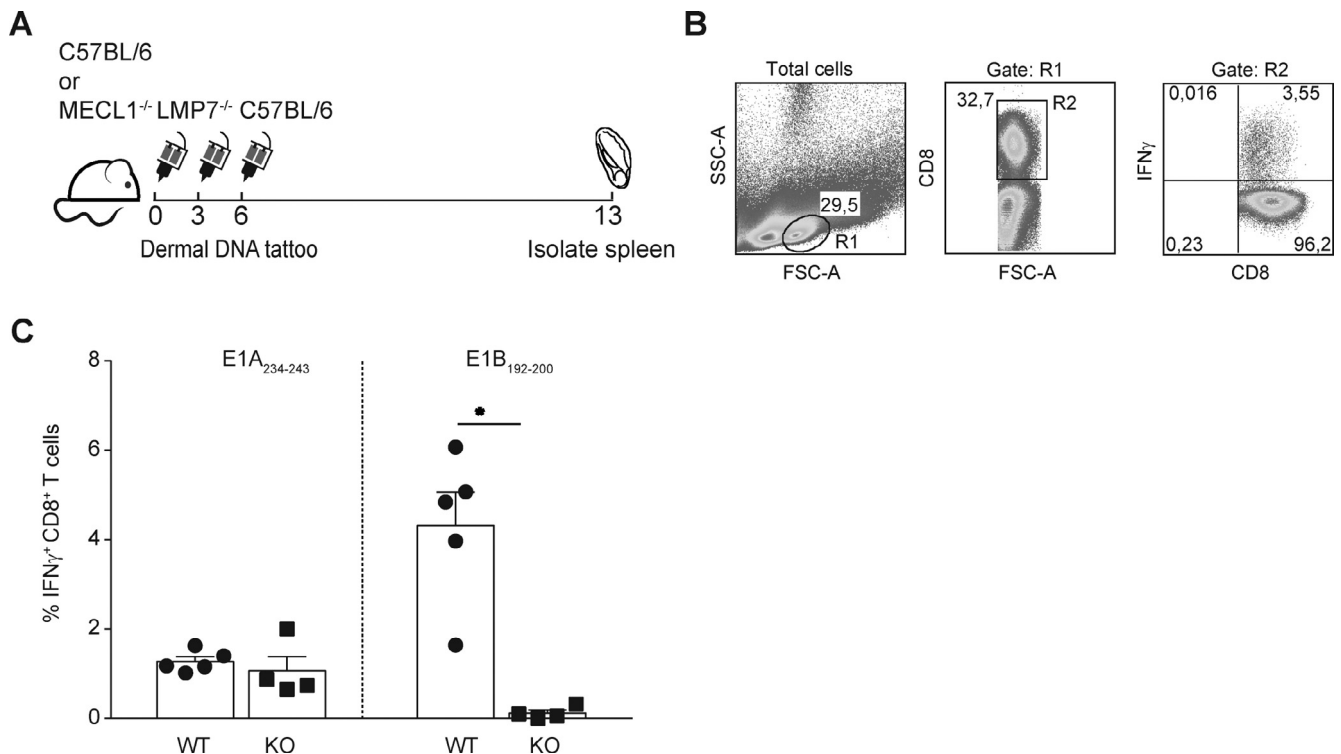 A
C57BL/6
or
MECL1-/- LMP7-/- C57BL/6
0 3 6 13
Dermal DNA tattoo
Isolate spleen
B
Total cells
SSC-A
29,5
R1
FSC-A
Gate: R1
CD8
32,7
R2
FSC-A
Gate: R2
IFNγ
0,016 3,55
0,23 96,2
CD8
C
% IFNγ+ CD8+ T cells
E1A234-243
E1B192-200
8
6
4
2
0
*
WT KO WT KO